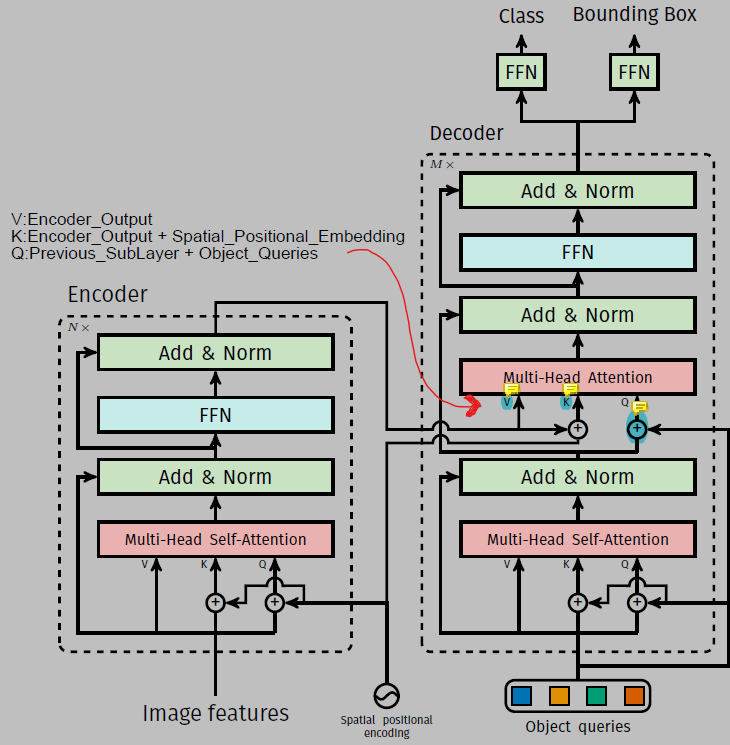 Class
Bounding Box
FFN
FFN
Decoder
M ×
Add & Norm
FFN
Add & Norm
Multi-Head Attention
V
K
Q
Add & Norm
Multi-Head Self-Attention
V
K
Q
Object queries
V:Encoder_Output
K:Encoder_Output + Spatial_Positional_Embedding
Q:Previous_SubLayer + Object_Queries
Encoder
N ×
Add & Norm
FFN
Add & Norm
Multi-Head Self-Attention
V
K
Q
Image features
Spatial positional
encoding